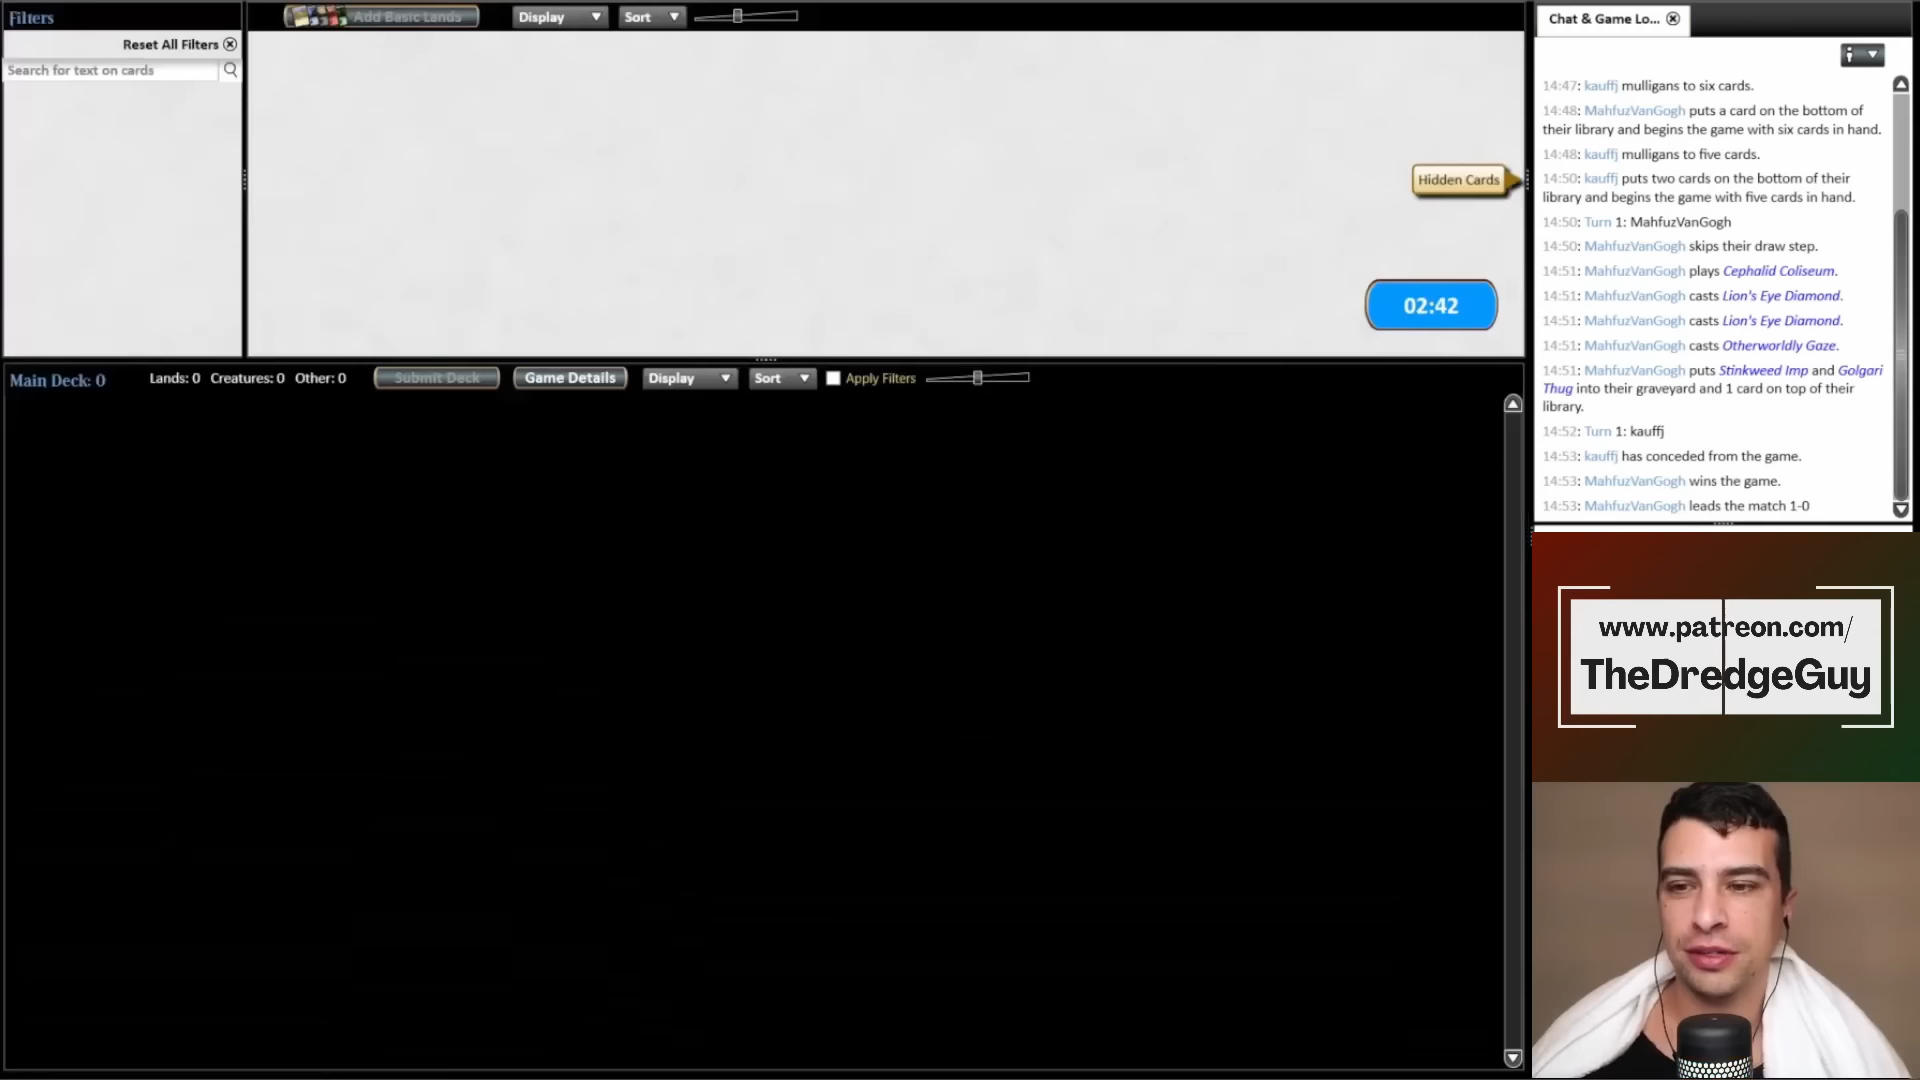 Filters
Reset All Filters
Search for text on cards
Add Basic Lands
Display
Sort
Hidden Cards
02:42
Main Deck: 0
Lands: 0 Creatures: 0 Other: 0
Submit Deck
Game Details
Display
Sort
Apply Filters
Chat & Game Lo...
14:47: kauffj mulligans to six cards.
14:48: MahfuzVanGogh puts a card on the bottom of
their library and begins the game with six cards in hand.
14:48: kauffj mulligans to five cards.
14:50: kauffj puts two cards on the bottom of their
library and begins the game with five cards in hand.
14:50: Turn 1: MahfuzVanGogh
14:50: MahfuzVanGogh skips their draw step.
14:51: MahfuzVanGogh plays Cephalid Coliseum.
14:51: MahfuzVanGogh casts Lion's Eye Diamond.
14:51: MahfuzVanGogh casts Lion's Eye Diamond.
14:51: MahfuzVanGogh casts Otherworldly Gaze.
14:51: MahfuzVanGogh puts Stinkweed Imp and Golgari
Thug into their graveyard and 1 card on top of their
library.
14:52: Turn 1: kauffj
14:53: kauffj has conceded from the game.
14:53: MahfuzVanGogh wins the game.
14:53: MahfuzVanGogh leads the match 1-0
www.patreon.com/
TheDredgeGuy